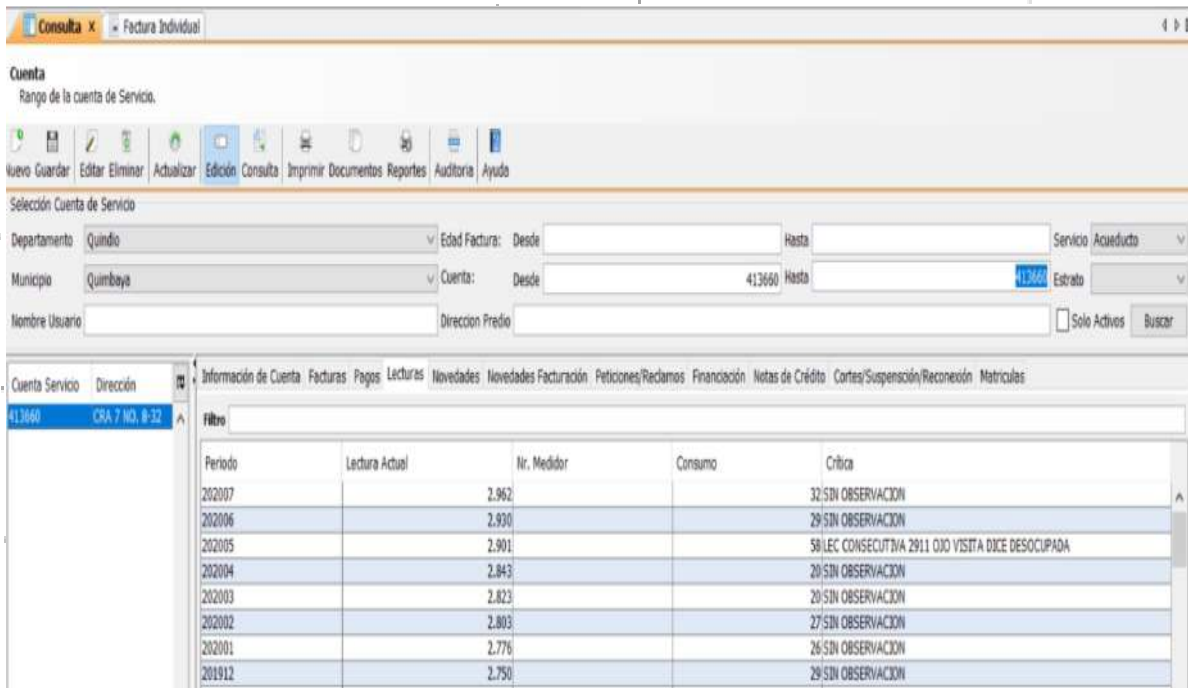 Consulta X Factura Individual
Cuenta
Rango de la cuenta de Servicio.
Nuevo Guardar Editar Eliminar Actualizar Edición Consulta Imprimir Documentos Reportes Auditoria Ayuda
Selección Cuenta de Servicio
Departamento Quindio Edad Factura: Desde Hasta Servicio Acueducto
Municipio Quimbaya Cuenta: Desde 413660 Hasta 413660 Estrato
Nombre Usuario Direccion Predio Solo Activos Buscar
Cuenta Servicio Dirección
413660 CRA 7 NO. 8-32
Información de Cuenta Facturas Pagos Lecturas Novedades Novedades Facturación Peticiones/Reclamos Financiación Notas de Crédito Cortes/Suspensción/Reconexión Matriculas
Filtro
Periodo Lectura Actual Nr. Medidor Consumo Crítica
202007 2.962 32 SIN OBSERVACION
202006 2.930 29 SIN OBSERVACION
202005 2.901 58 LEC CONSECUTIVA 2911 OJO VISITA DICE DESOCUPADA
202004 2.843 20 SIN OBSERVACION
202003 2.823 20 SIN OBSERVACION
202002 2.803 27 SIN OBSERVACION
202001 2.776 26 SIN OBSERVACION
201912 2.750 29 SIN OBSERVACION